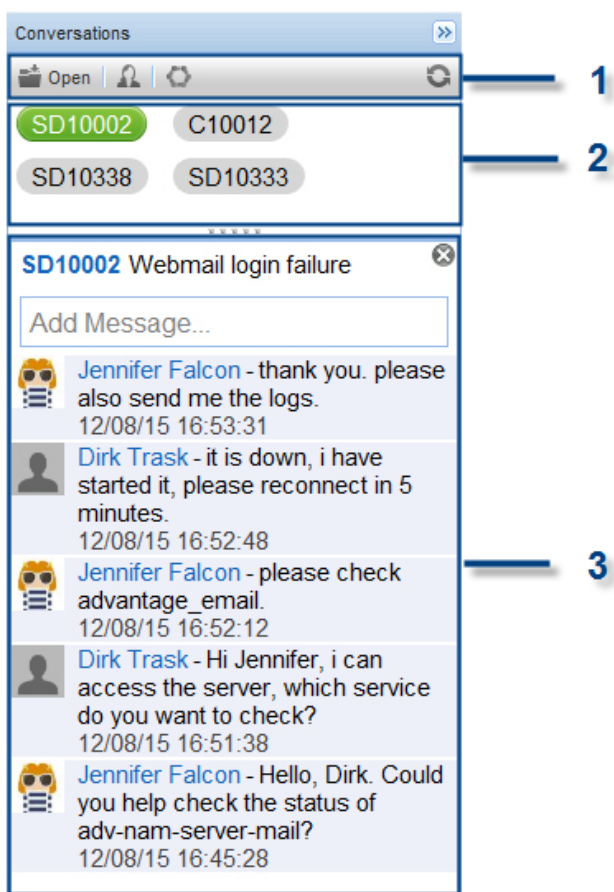 Conversations
Open
1
SD10002 C10012
2
SD10338 SD10333
SD10002 Webmail login failure
Add Message...
Jennifer Falcon - thank you. please
also send me the logs.
12/08/15 16:53:31
Dirk Trask - it is down, i have
started it, please reconnect in 5
minutes.
12/08/15 16:52:48
Jennifer Falcon - please check
advantage_email.
12/08/15 16:52:12
3
Dirk Trask - Hi Jennifer, i can
access the server, which service
do you want to check?
12/08/15 16:51:38
Jennifer Falcon - Hello, Dirk. Could
you help check the status of
adv-nam-server-mail?
12/08/15 16:45:28